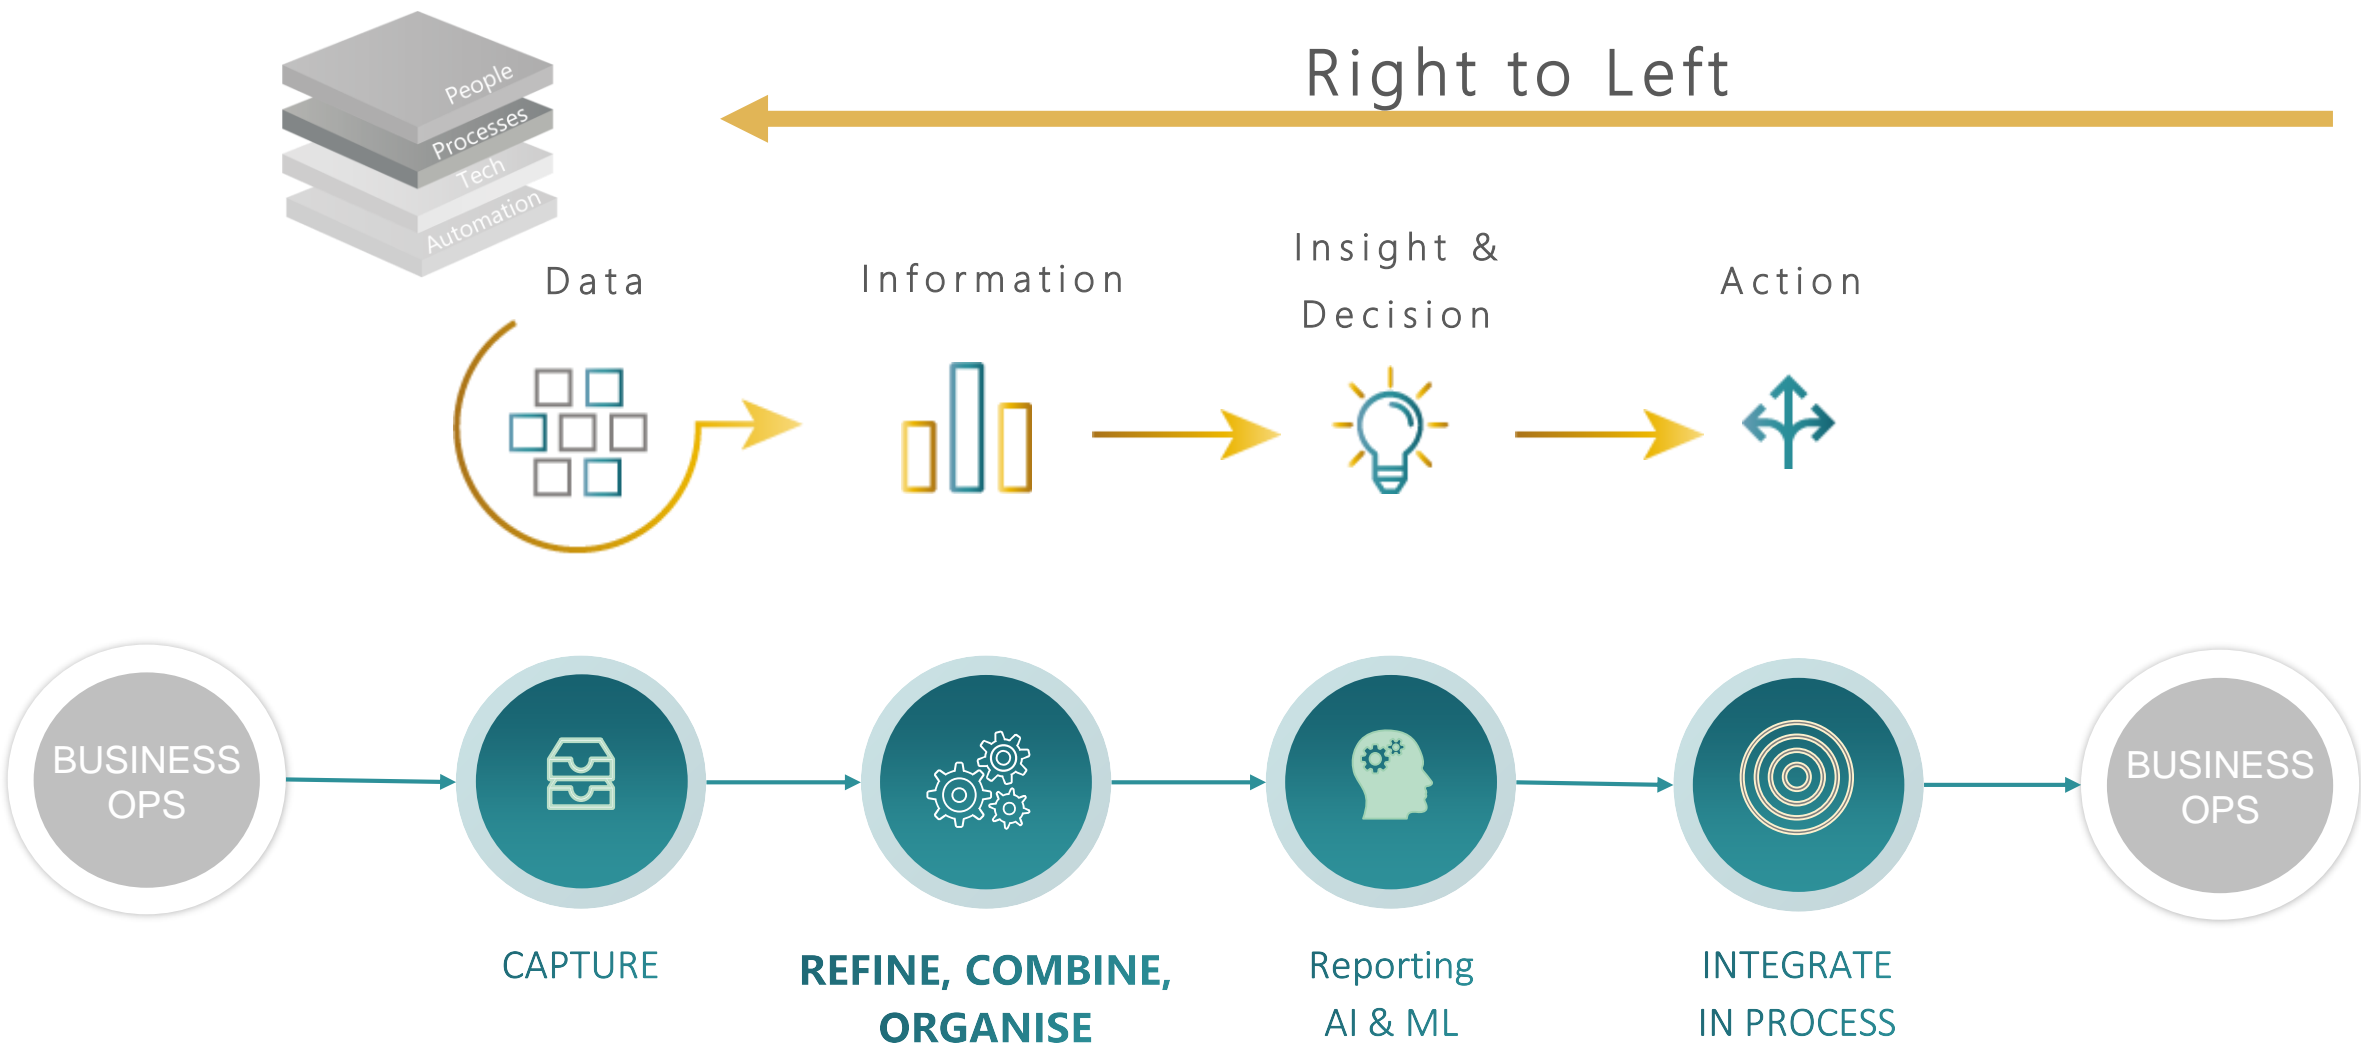 Right to Left
People
Processes
Tech
Automation
Data
Information
Insight &
Decision
Action
BUSINESS
OPS
BUSINESS
OPS
CAPTURE
REFINE, COMBINE,
ORGANISE
Reporting
AI & ML
INTEGRATE
IN PROCESS